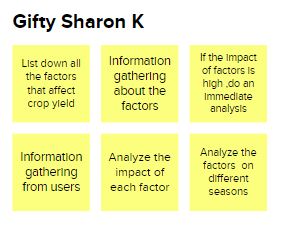 Gifty Sharon K
List down all
the factors
that affect
crop yield
Information
gathering
about the
factors
If the impact
of factors is
high ,do an
immediate
analysis
Information
gathering
from users
Analyze the
impact of
each factor
Analyze the
factors on
different
seasons